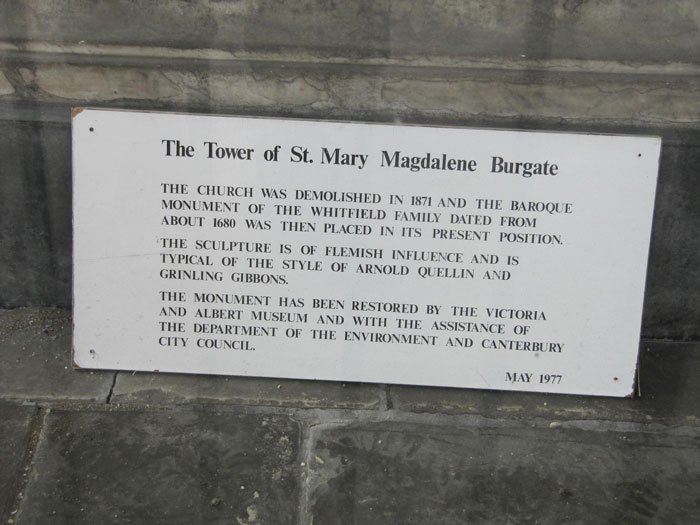 The Tower of St. Mary Magdalene Burgate
THE CHURCH WAS DEMOLISHED IN 1871 AND THE BAROQUE
MONUMENT OF THE WHITFIELD FAMILY DATED FROM
ABOUT 1680 WAS THEN PLACED IN ITS PRESENT POSITION.
THE SCULPTURE IS OF FLEMISH INFLUENCE AND IS
TYPICAL OF THE STYLE OF ARNOLD QUELLIN AND
GRINLING GIBBONS.
THE MONUMENT HAS BEEN RESTORED BY THE VICTORIA
AND ALBERT MUSEUM AND WITH THE ASSISTANCE OF
THE DEPARTMENT OF THE ENVIRONMENT AND CANTERBURY
CITY COUNCIL.
MAY 1977